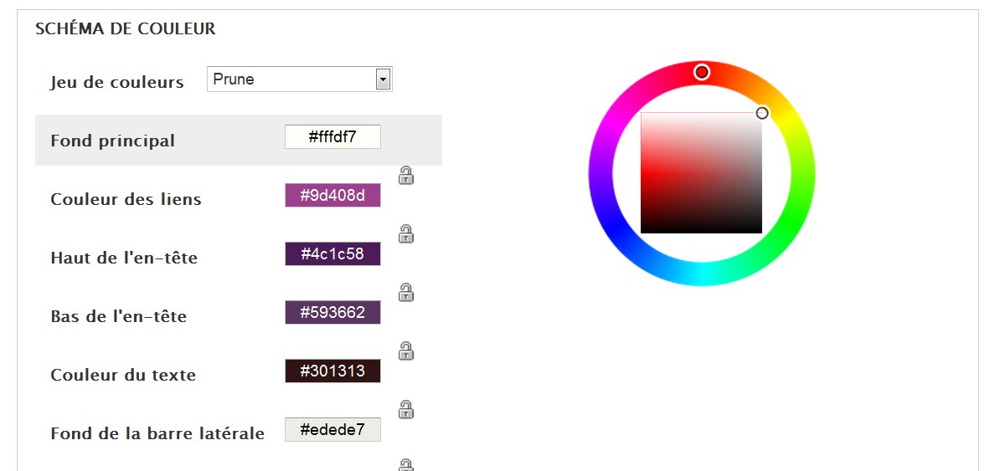 SCHÉMA DE COULEUR
Jeu de couleurs Prune
Fond principal #fffdf7
Couleur des liens #9d408d
Haut de l'en-tête #4c1c58
Bas de l'en-tête #593662
Couleur du texte #301313
Fond de la barre latérale #edede7